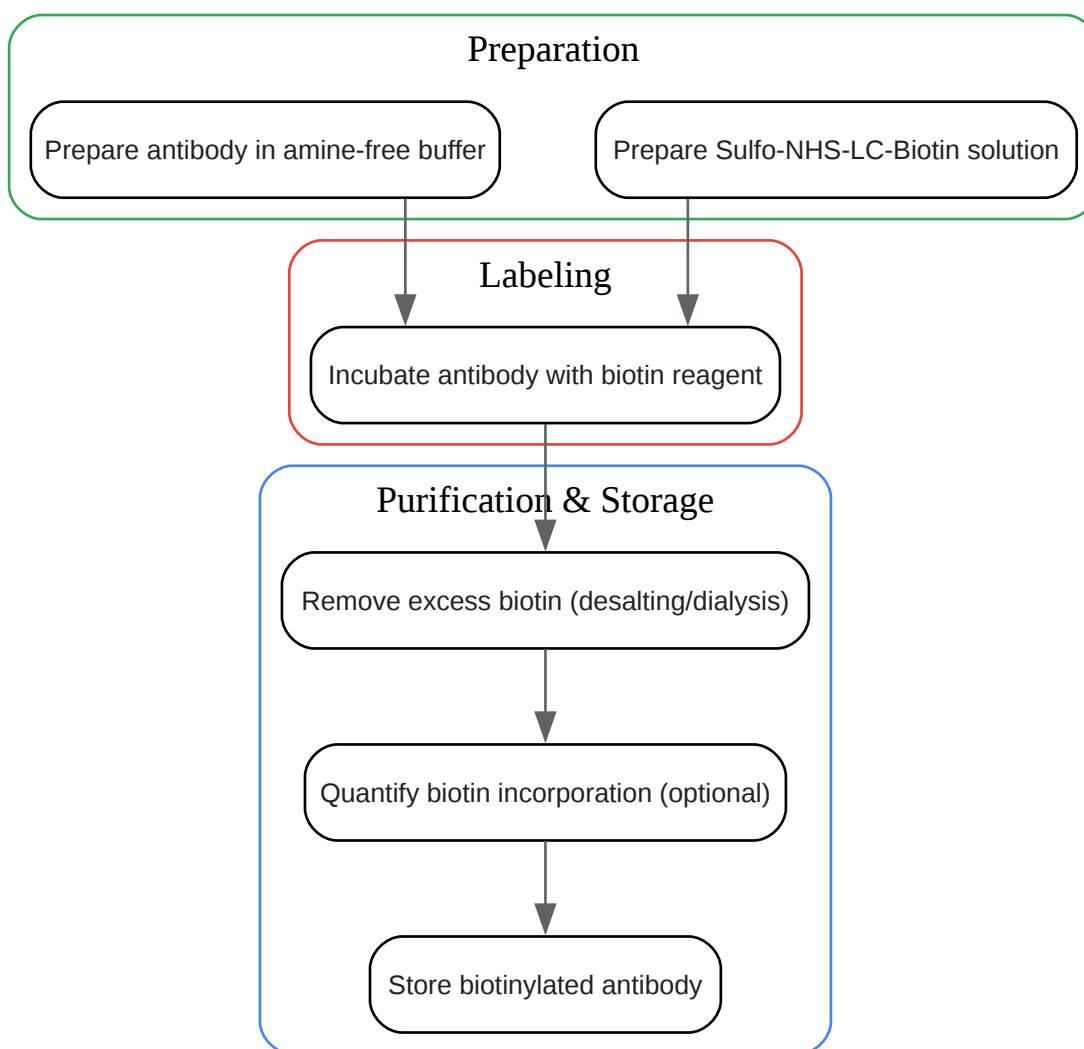 Preparation
Prepare antibody in amine-free buffer
Prepare Sulfo-NHS-LC-Biotin solution
Labeling
Incubate antibody with biotin reagent
Purification & Storage
Remove excess biotin (desalting/dialysis)
Quantify biotin incorporation (optional)
Store biotinylated antibody